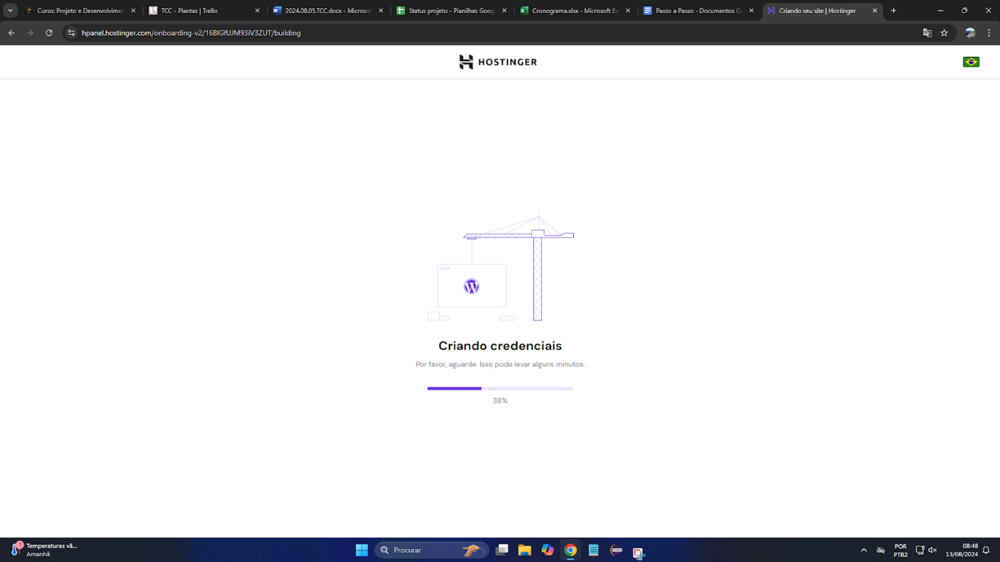 Curso: Projeto e Desenvolvimen
TCC - Plantas | Trello
2024.08.05.TCC.docx - Microsof
Status projeto - Planilhas Goog
Cronograma.xlsx - Microsoft Ex
Passo a Passo - Documentos G
Criando seu site | Hostinger
hpanel.hostinger.com/onboarding-v2/16BIGfUJM93iV3ZUT/building
HOSTINGER
Criando credenciais
Por favor, aguarde. Isso pode levar alguns minutos.
38%
1
Temperaturas vã...
Amanhã
Procurar
POR
PTB2
08:48
13/08/2024